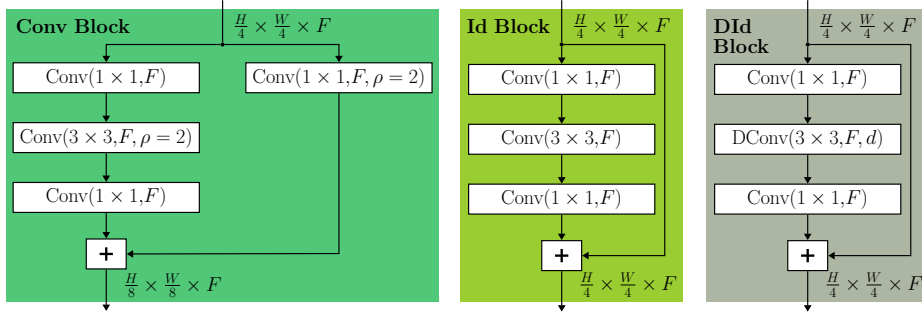 Conv Block
H/4 × W/4 × F
Conv(1 × 1,F)
Conv(1 × 1,F, ρ = 2)
Conv(3 × 3,F, ρ = 2)
Conv(1 × 1,F)
+
H/8 × W/8 × F
Id Block
H/4 × W/4 × F
Conv(1 × 1,F)
Conv(3 × 3,F)
Conv(1 × 1,F)
+
H/4 × W/4 × F
DId
Block
H/4 × W/4 × F
Conv(1 × 1,F)
DConv(3 × 3,F, d)
Conv(1 × 1,F)
+
H/4 × W/4 × F